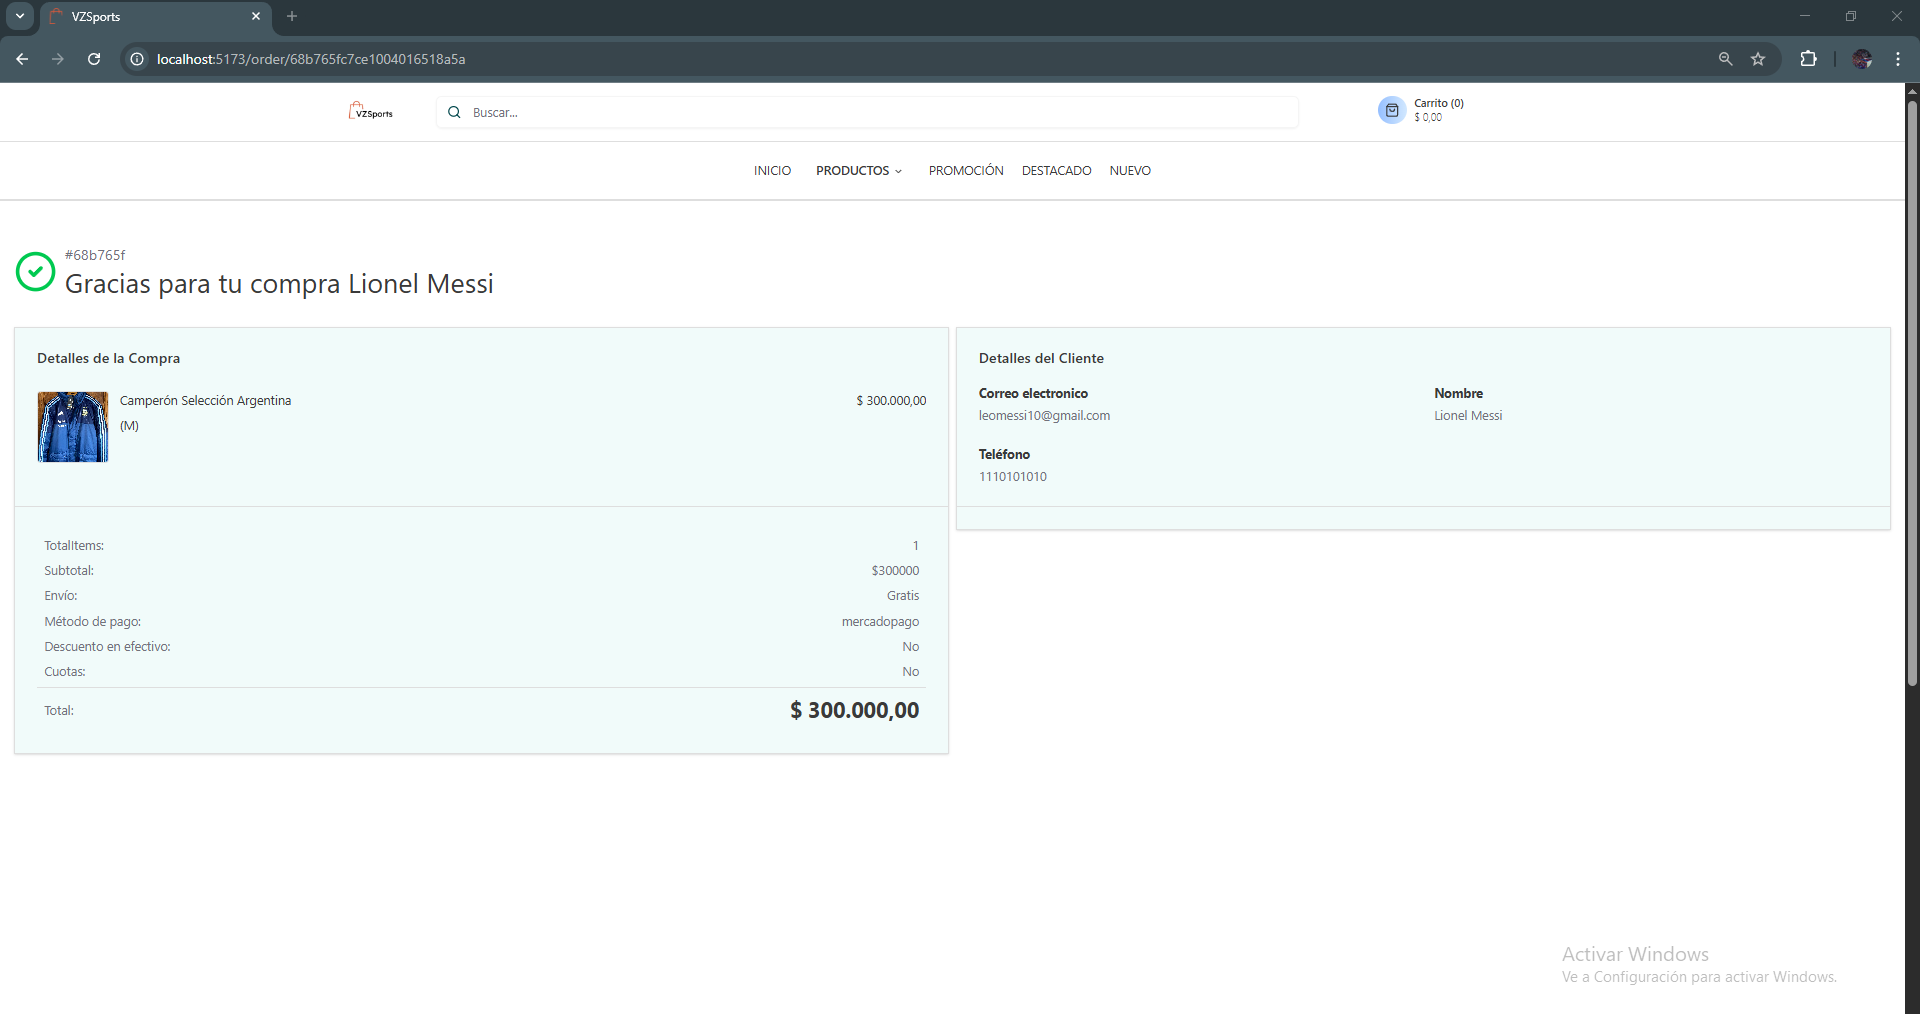 VZSports
localhost:5173/order/68b765fc7ce1004016518a5a
VZSports
Buscar...
Carrito (0)
$ 0,00
INICIO PRODUCTOS PROMOCIÓN DESTACADO NUEVO
#68b765f
Gracias para tu compra Lionel Messi
Detalles de la Compra
Camperón Selección Argentina $ 300.000,00
(M)
TotalItems: 1
Subtotal: $300000
Envío: Gratis
Método de pago: mercadopago
Descuento en efectivo: No
Cuotas: No
Total: $ 300.000,00
Detalles del Cliente
Correo electronico
leomessi10@gmail.com
Nombre
Lionel Messi
Teléfono
1110101010
Activar Windows
Ve a Configuración para activar Windows.